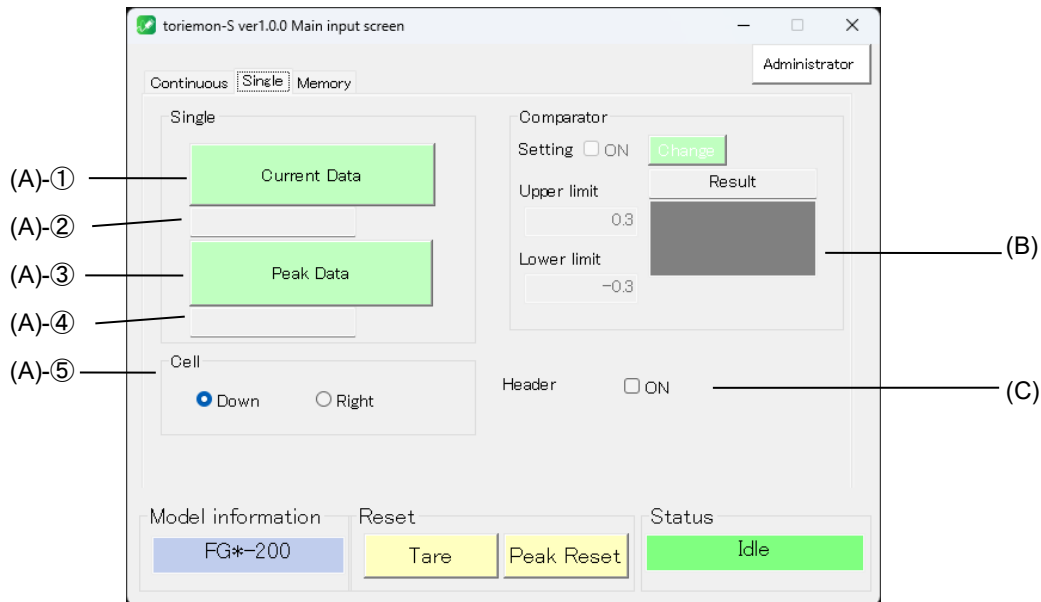 toriemon-S ver1.0.0 Main input screen
Administrator
Continuous Single Memory
Single
Comparator
Setting ON Change
(A)-① Current Data
Upper limit
Result
(A)-②
0.3
(B)
(A)-③ Peak Data
Lower limit
-0.3
(A)-④
(A)-⑤
Cell
Down Right
Header ON
(C)
Model information
Reset
Status
FG*-200
Tare
Peak Reset
Idle